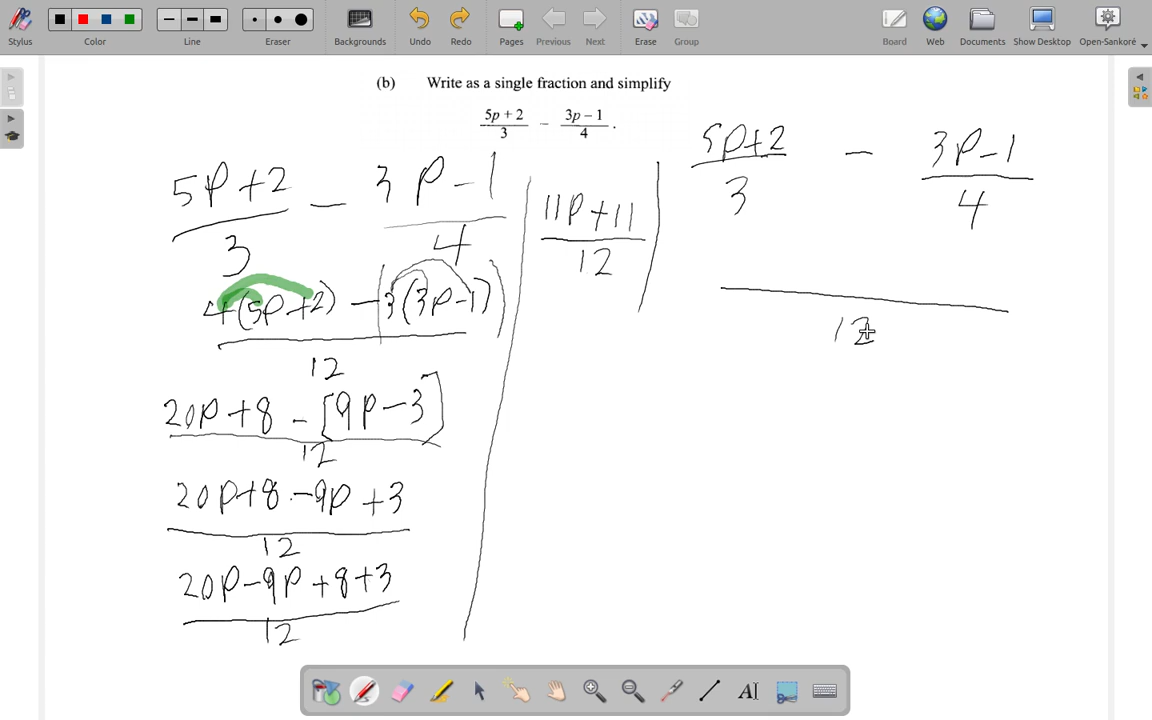 Stylus Color Line Eraser Backgrounds Undo Redo Pages Previous Next Erase Group Board Web Documents Show Desktop Open-Sankoré
(b) Write as a single fraction and simplify
5p + 2 − 3p − 1 .
3 4
5P+2 − 3P−1
3 4
4(5P+2) − 3(3P−1)
12
20P+8 − [9P−3]
12
20P+8 −9P +3
12
20P−9P+8+3
12
11P+11
12
5P+2 − 3P−1
3 4
12
AI